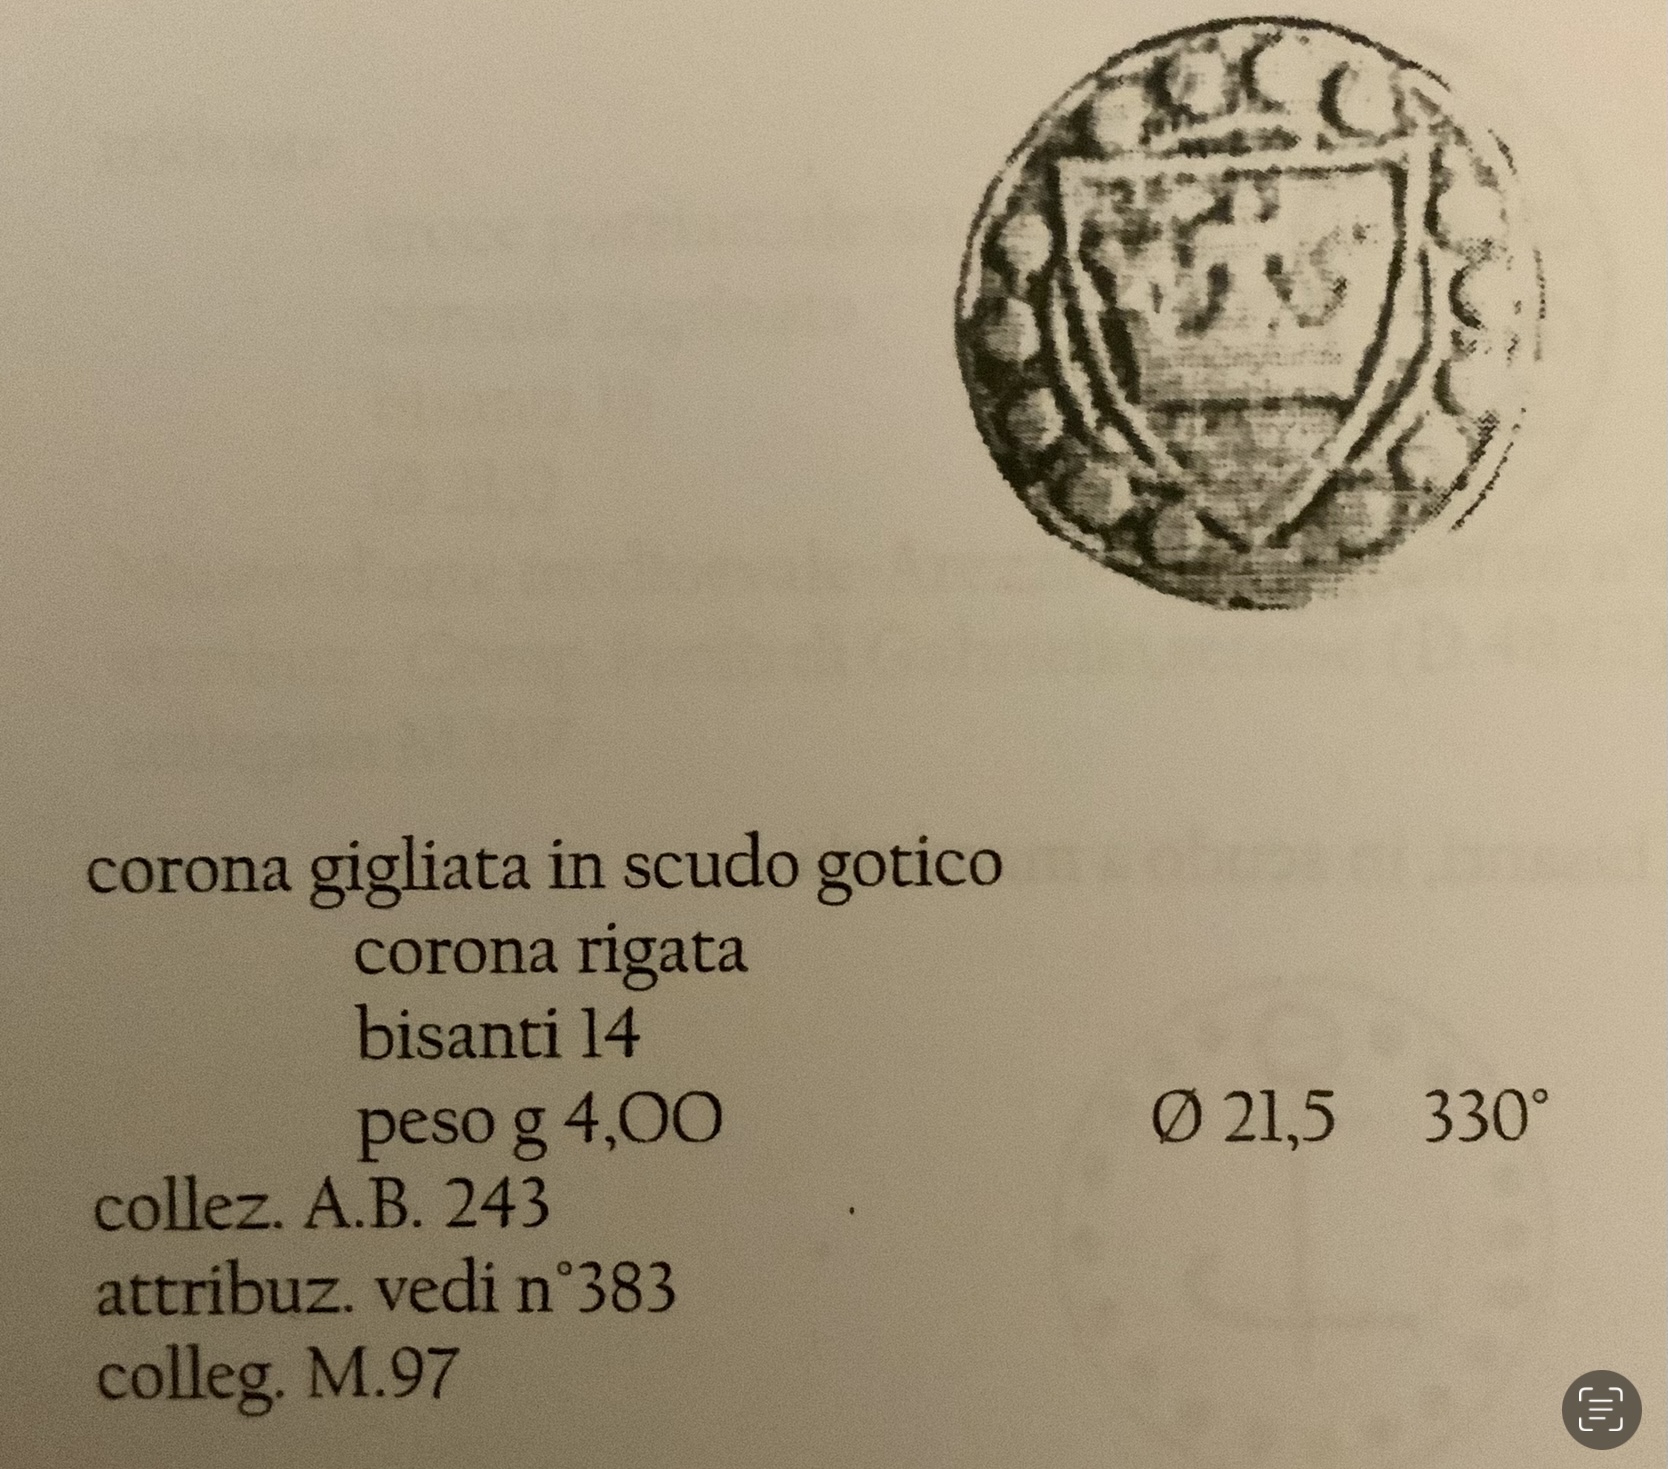 corona gigliata in scudo gotico
corona rigata
bisanti 14
peso g 4,00 Ø 21,5 330°
collez. A.B. 243
attribuz. vedi n°383
colleg. M.97